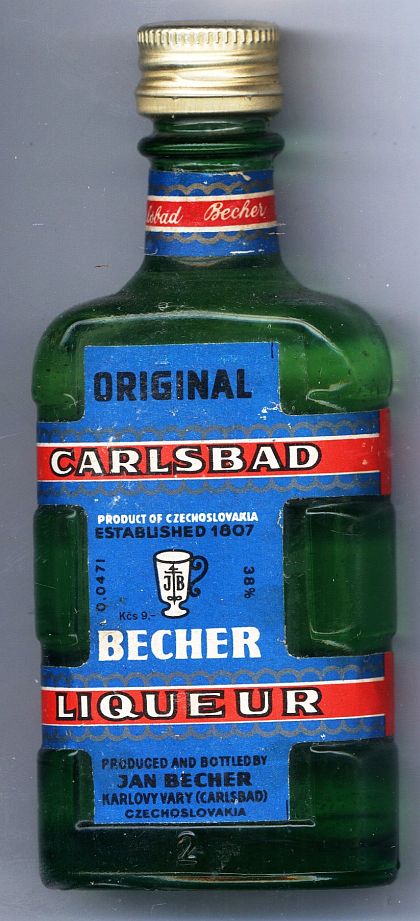 Becher
ORIGINAL
CARLSBAD
PRODUCT OF CZECHOSLOVAKIA
ESTABLISHED 1807
0.047l
JB
38%
Kčs 9,-
BECHER
LIQUEUR
PRODUCED AND BOTTLED BY
JAN BECHER
KARLOVY VARY (CARLSBAD)
CZECHOSLOVAKIA
2